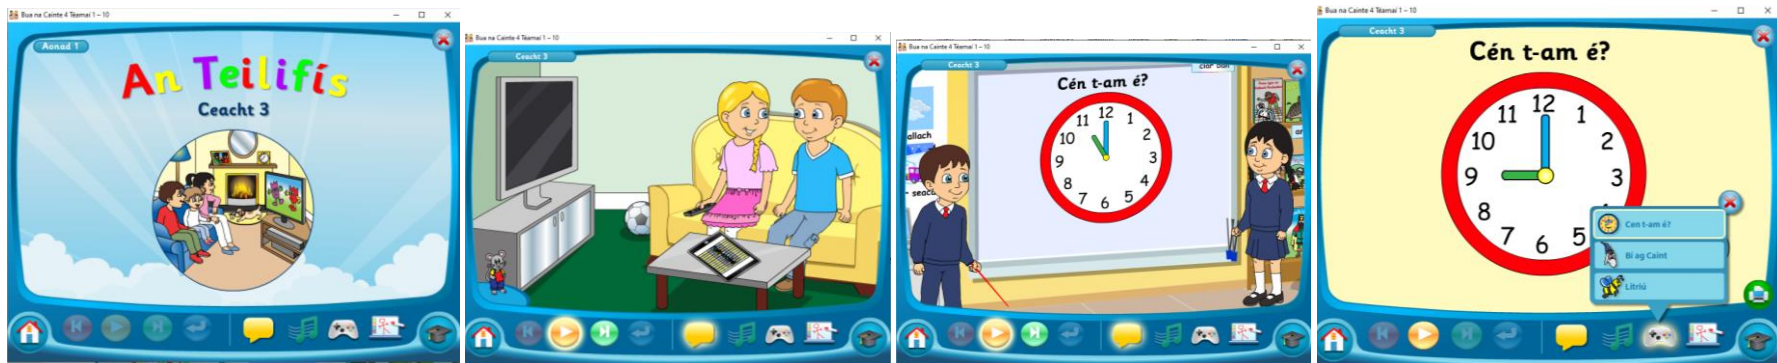 Bua na Cainte 4 Téamaí 1 – 10
Aonad 1
An Teilifís
Ceacht 3
Bua na Cainte 4 Téamaí 1 – 10
Ceacht 3
Bua na Cainte 4 Téamaí 1 – 10
Ceacht 3
clár bán
Cén t-am é?
12
11
1
10
2
9
3
8
4
7
6
5
allach
Bua na Cainte 4 Téamaí 1 – 10
Ceacht 3
Cén t-am é?
12
11
1
10
2
9
3
8
7
6
5
Cen t-am é?
Bí ag Caint
Litriú